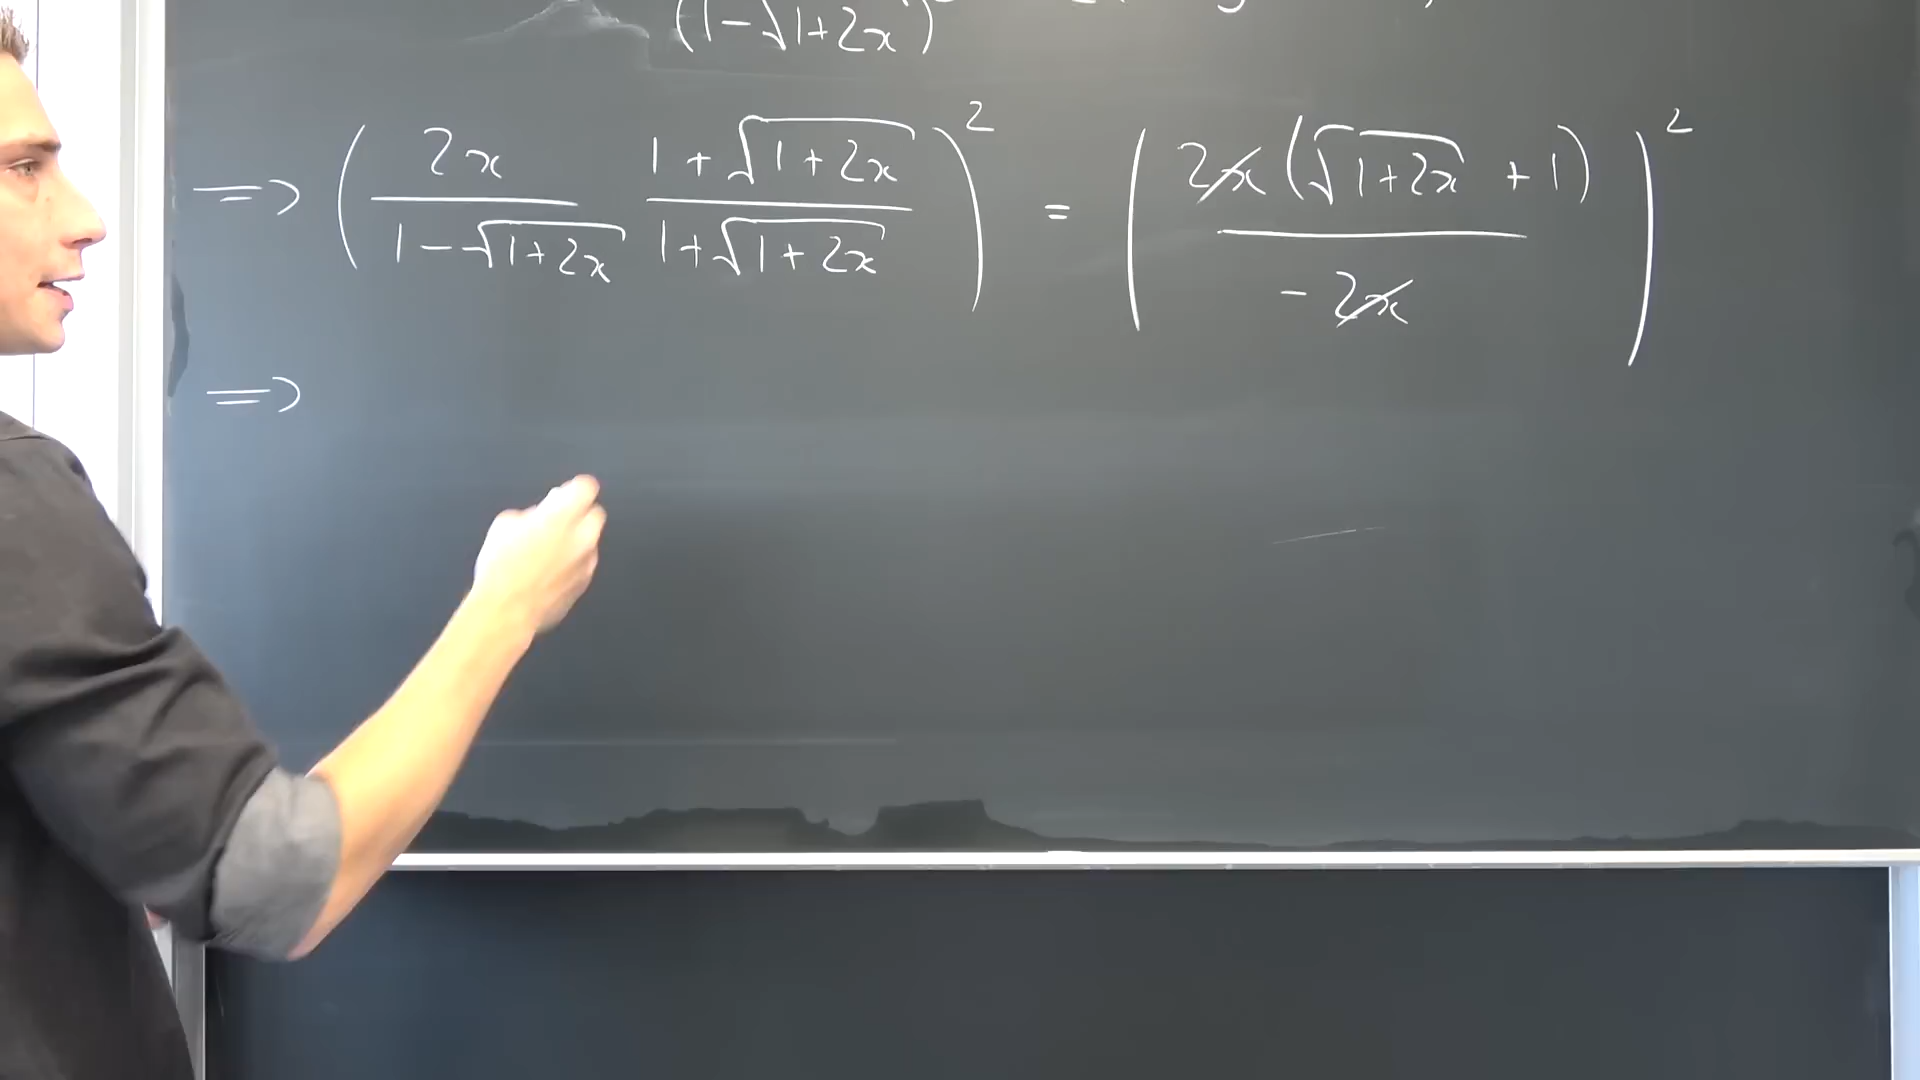 (1-√1+2x)
=> ( 2x / 1-√1+2x 1+√1+2x / 1+√1+2x )² = ( 2x(√1+2x +1) / -2x )²
=>